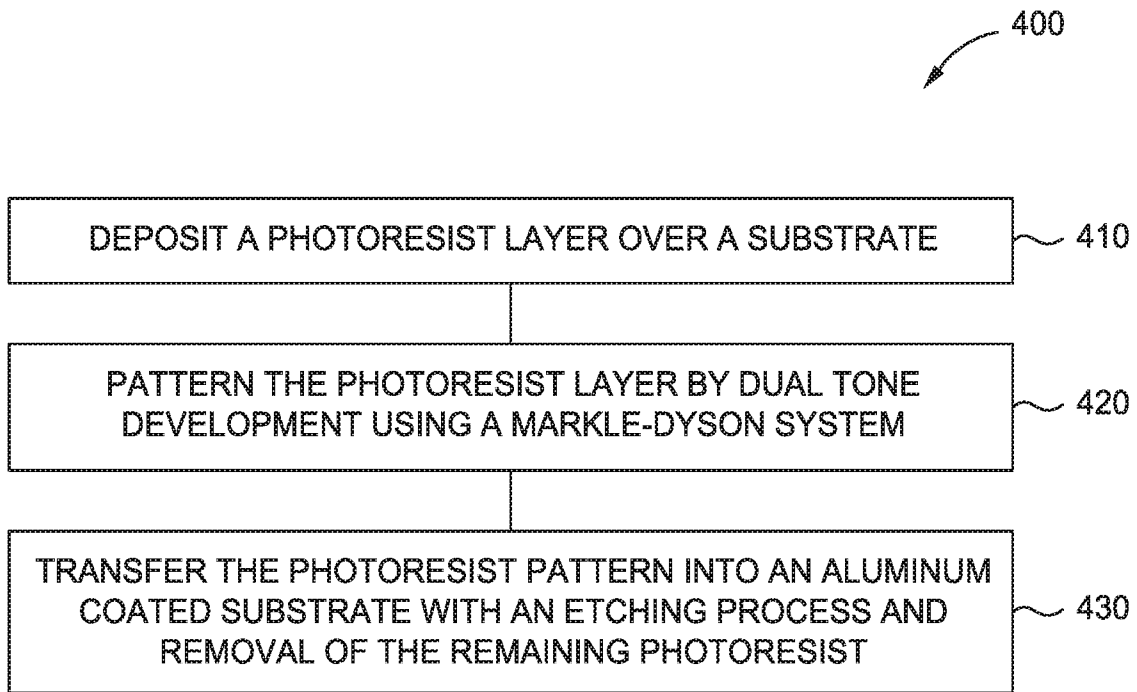 400
DEPOSIT A PHOTORESIST LAYER OVER A SUBSTRATE
410
PATTERN THE PHOTORESIST LAYER BY DUAL TONE
DEVELOPMENT USING A MARKLE-DYSON SYSTEM
420
TRANSFER THE PHOTORESIST PATTERN INTO AN ALUMINUM
COATED SUBSTRATE WITH AN ETCHING PROCESS AND
REMOVAL OF THE REMAINING PHOTORESIST
430